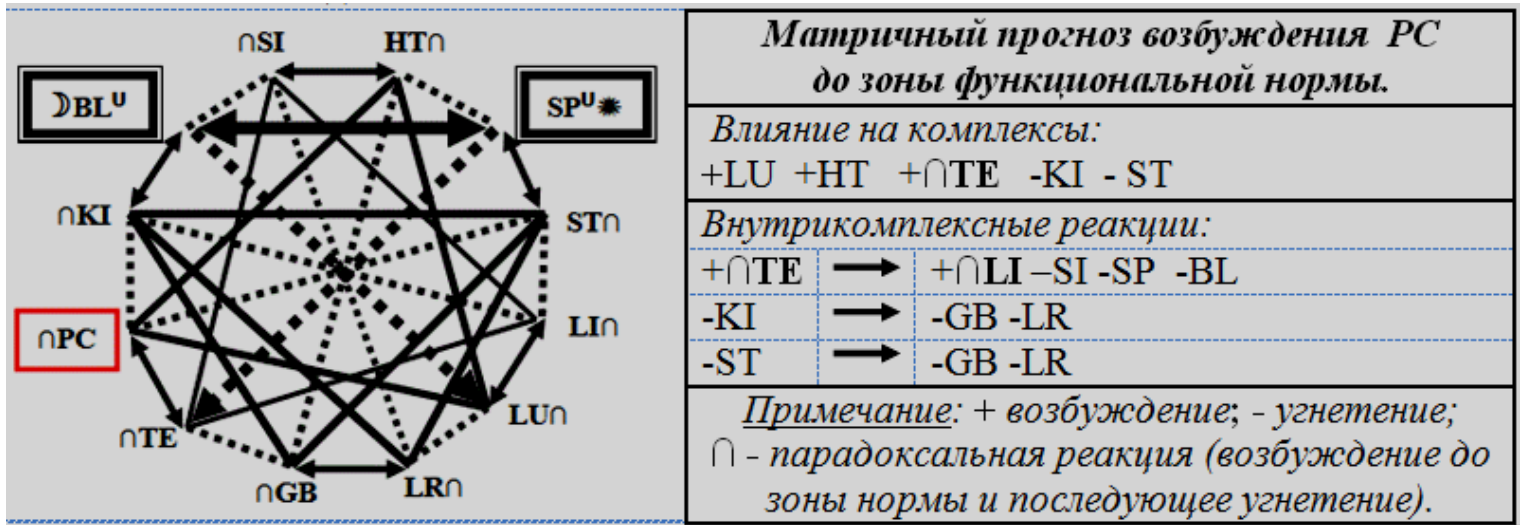 ∩SI HT∩
☽BLᵁ SPᵁ✹
∩KI ST∩
∩PC LI∩
∩TE LU∩
∩GB LR∩
Матричный прогноз возбуждения РС
до зоны функциональной нормы.
Влияние на комплексы:
+LU +HT +∩TE -KI - ST
Внутрикомплексные реакции:
+∩TE → +∩LI –SI -SP -BL
-KI → -GB -LR
-ST → -GB -LR
Примечание: + возбуждение; - угнетение;
∩ - парадоксальная реакция (возбуждение до
зоны нормы и последующее угнетение).